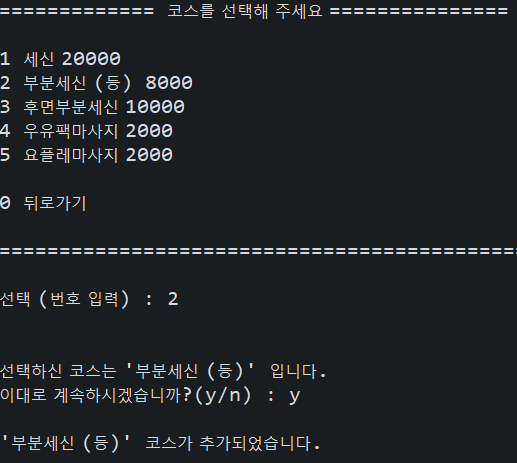 ============= 코스를 선택해 주세요 ===============
1 세신 20000
2 부분세신 (등) 8000
3 후면부분세신 10000
4 우유팩마사지 2000
5 요플레마사지 2000
0 뒤로가기
============================================
선택 (번호 입력) : 2
선택하신 코스는 '부분세신 (등)' 입니다.
이대로 계속하시겠습니까?(y/n) : y
'부분세신 (등)' 코스가 추가되었습니다.